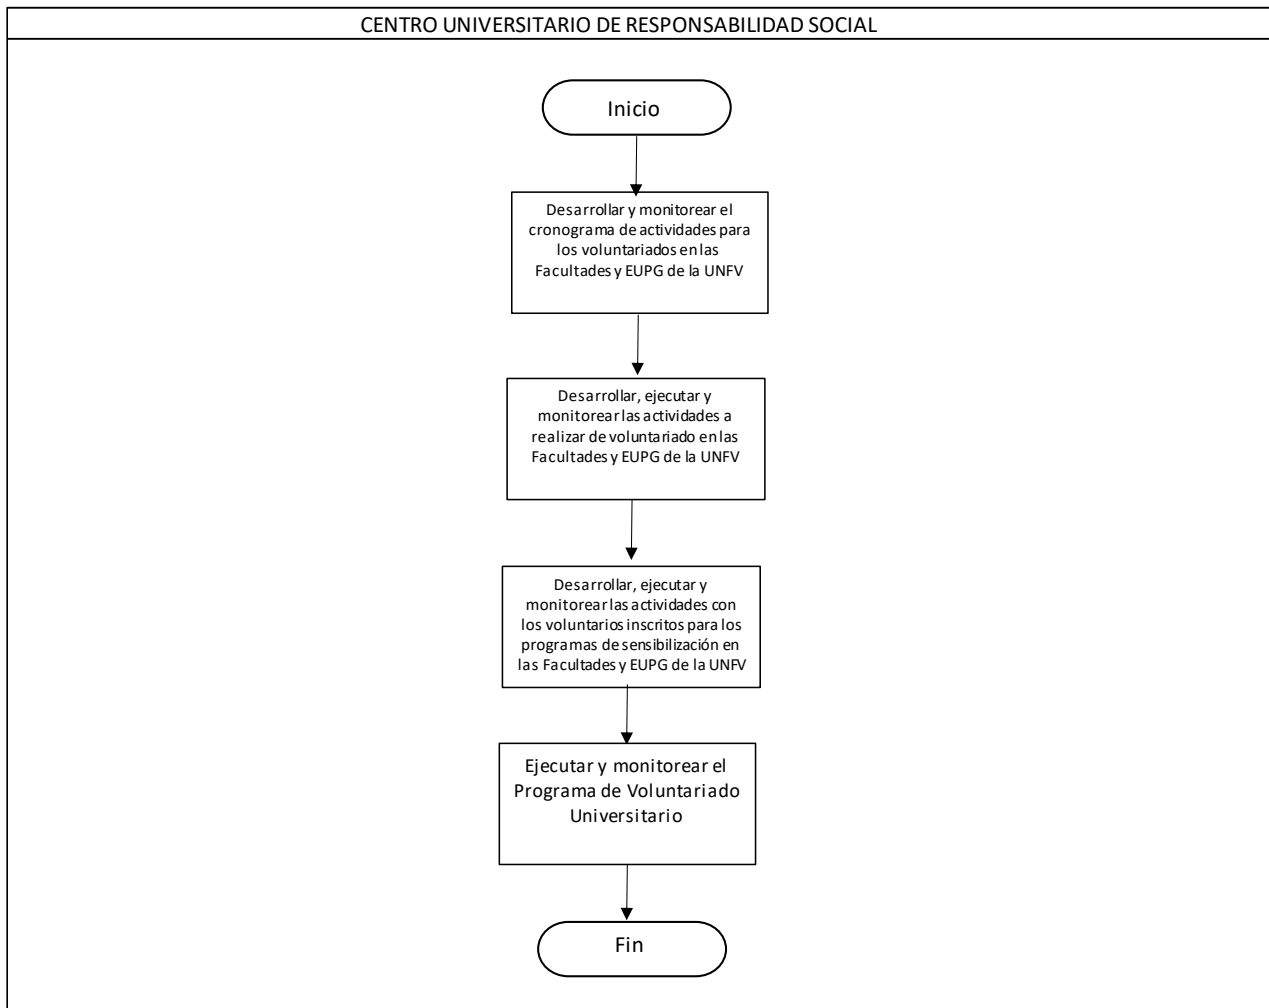 CENTRO UNIVERSITARIO DE RESPONSABILIDAD SOCIAL
Inicio
Desarrollar y monitorear el
cronograma de actividades para
los voluntariados en las
Facultades y EUPG de la UNFV
Desarrollar, ejecutar y
monitorear las actividades a
realizar de voluntariado en las
Facultades y EUPG de la UNFV
Desarrollar, ejecutar y
monitorear las actividades con
los voluntarios inscritos para los
programas de sensibilización en
las Facultades y EUPG de la UNFV
Ejecutar y monitorear el
Programa de Voluntariado
Universitario
Fin